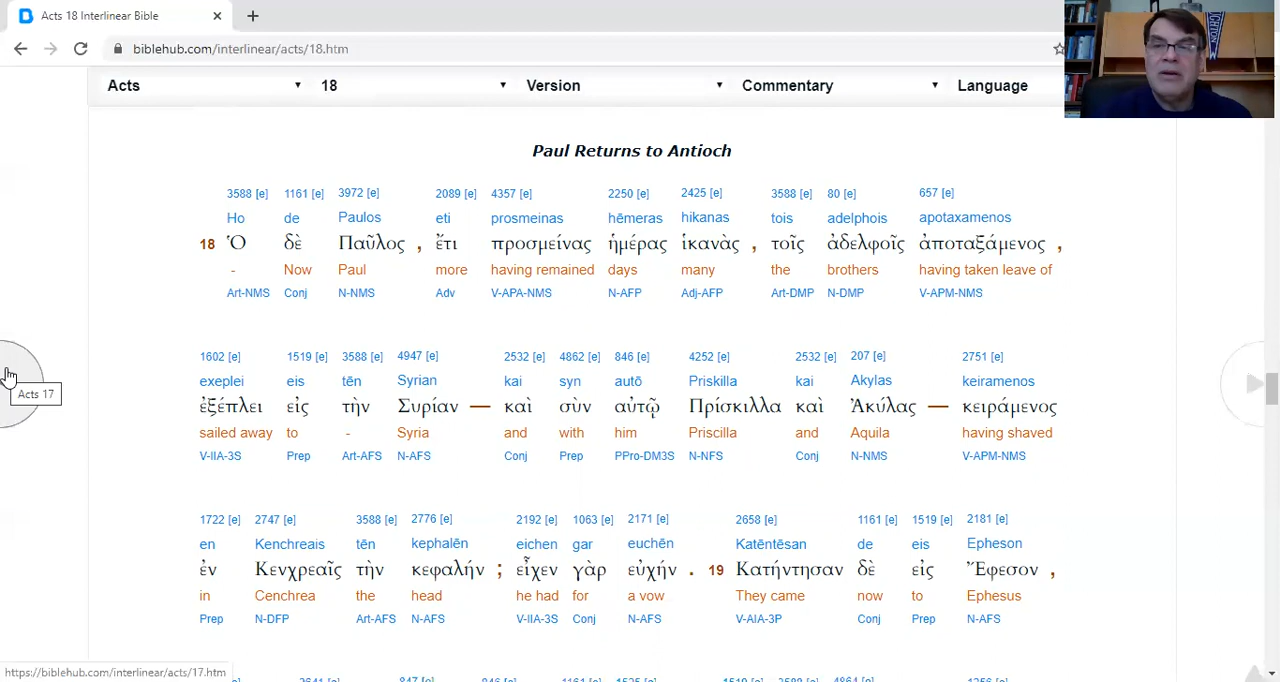 Acts 18 Interlinear Bible
biblehub.com/interlinear/acts/18.htm
Acts 18 Version Commentary Language
Paul Returns to Antioch
3588 [e] 1161 [e] 3972 [e] 2089 [e] 4357 [e] 2250 [e] 2425 [e] 3588 [e] 80 [e] 657 [e]
Ho de Paulos eti prosmeinas hēmeras hikanas tois adelphois apotaxamenos
18 Ὁ δὲ Παῦλος , ἔτι προσμείνας ἡμέρας ἱκανὰς , τοῖς ἀδελφοῖς ἀποταξάμενος ,
- Now Paul more having remained days many the brothers having taken leave of
Art-NMS Conj N-NMS Adv V-APA-NMS N-AFP Adj-AFP Art-DMP N-DMP V-APM-NMS
1602 [e] 1519 [e] 3588 [e] 4947 [e] 2532 [e] 4862 [e] 846 [e] 4252 [e] 2532 [e] 207 [e] 2751 [e]
exeplei eis tēn Syrian kai syn autō Priskilla kai Akylas keiramenos
ἐξέπλει εἰς τὴν Συρίαν — καὶ σὺν αὐτῷ Πρίσκιλλα καὶ Ἀκύλας — κειράμενος
sailed away to - Syria and with him Priscilla and Aquila having shaved
V-IIA-3S Prep Art-AFS N-AFS Conj Prep PPro-DM3S N-NFS Conj N-NMS V-APM-NMS
Acts 17
1722 [e] 2747 [e] 3588 [e] 2776 [e] 2192 [e] 1063 [e] 2171 [e] 2658 [e] 1161 [e] 1519 [e] 2181 [e]
en Kenchreais tēn kephalēn eichen gar euchēn Katēntēsan de eis Epheson
ἐν Κενχρεαῖς τὴν κεφαλήν ; εἶχεν γὰρ εὐχήν . 19 Κατήντησαν δὲ εἰς Ἔφεσον ,
in Cenchrea the head he had for a vow They came now to Ephesus
Prep N-DFP Art-AFS N-AFS V-IIA-3S Conj N-AFS V-AIA-3P Conj Prep N-AFS
https://biblehub.com/interlinear/acts/17.htm